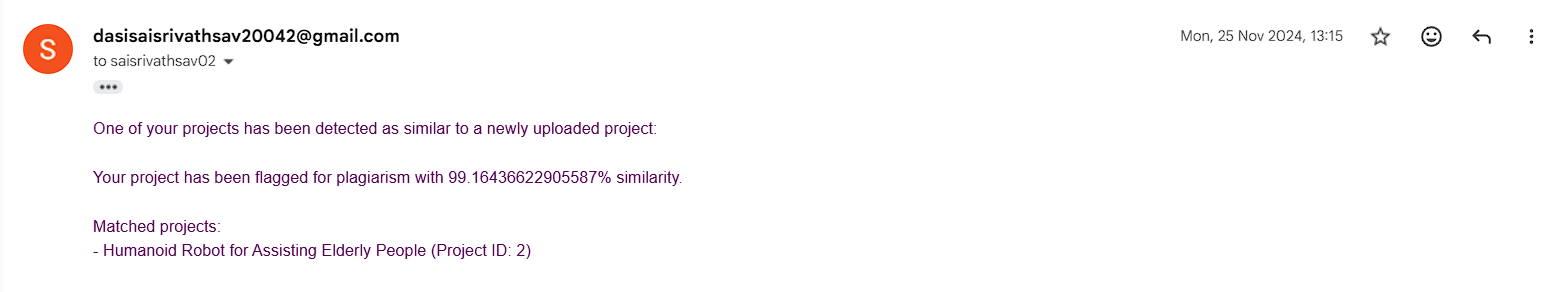 S
dasisaisrivathsav20042@gmail.com
Mon, 25 Nov 2024, 13:15
to saisrivathsav02
One of your projects has been detected as similar to a newly uploaded project:
Your project has been flagged for plagiarism with 99.16436622905587% similarity.
Matched projects:
- Humanoid Robot for Assisting Elderly People (Project ID: 2)